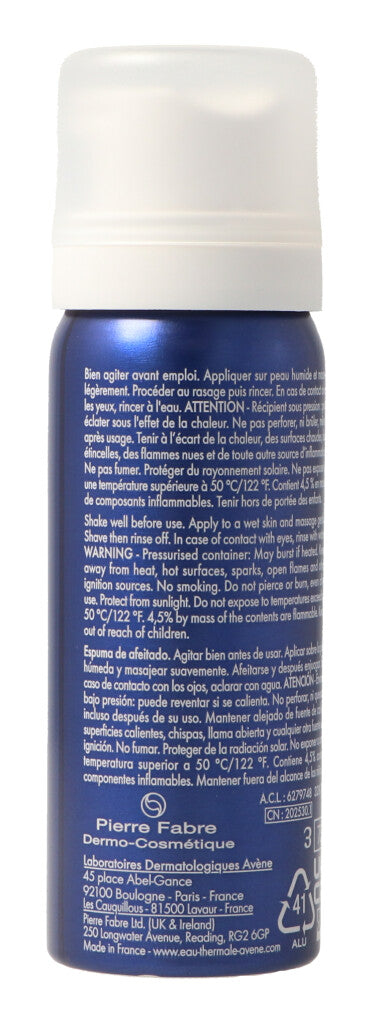 Bien agiter avant emploi. Appliquer sur peau humide et
légèrement. Procéder au rasage puis rincer. En cas de contact
les yeux, rincer à l'eau. ATTENTION - Récipient sous pression:
éclater sous l'effet de la chaleur. Ne pas perforer, ni brûler,
après usage. Tenir à l'écart de la chaleur, des surfaces chaudes,
étincelles, des flammes nues et de toute autre source
Ne pas fumer. Protéger du rayonnement solaire. Ne pas
une température supérieure à 50 °C/122 °F. Contient 4,5 %
de composants inflammables. Tenir hors de portée des
Shake well before use. Apply to a wet skin and massage
Shave then rinse off. In case of contact with eyes, rinse with
WARNING - Pressurised container: May burst if heated.
away from heat, hot surfaces, sparks, open flames and
ignition sources. No smoking. Do not pierce or burn, even
use. Protect from sunlight. Do not expose to temperatures
50 °C/122 °F. 4,5% by mass of the contents are flammable.
out of reach of children.
Espuma de afeitado. Agitar bien antes de usar. Aplicar sobre
húmeda y masajear suavemente. Afeitarse y después
caso de contacto con los ojos, aclarar con agua. ATENCIÓN-
bajo presión: puede reventar si se calienta. No perforar, ni
incluso después de su uso. Mantener alejado de fuente de
superficies calientes, chispas, llama abierta y cualquier otra
ignición. No fumar. Proteger de la radiación solar. No
temperatura superior a 50 °C/122 °F. Contiene 4,5%
componentes inflamables. Mantener fuera del alcance de los
A.C.L : 6279748
CN : 202530.1
Pierre Fabre
Dermo-Cosmétique
3
Laboratoires Dermatologiques Avène
45 place Abel-Gance
92100 Boulogne - Paris - France
Les Cauquillous - 81500 Lavaur - France
Pierre Fabre Ltd. (UK & Ireland)
250 Longwater Avenue, Reading, RG2 6GP
Made in France - www.eau-thermale-avene.com
41
ALU